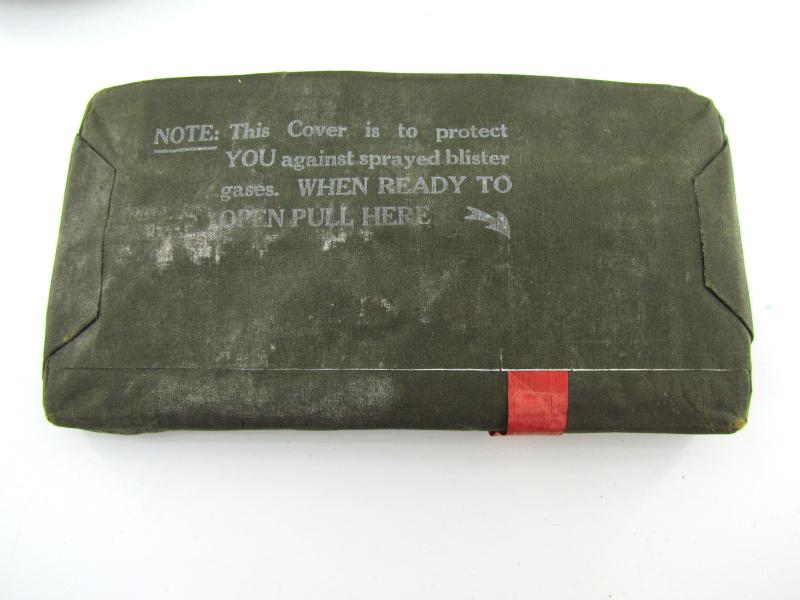 NOTE: This Cover is to protect
YOU against sprayed blister
gases. WHEN READY TO
OPEN PULL HERE